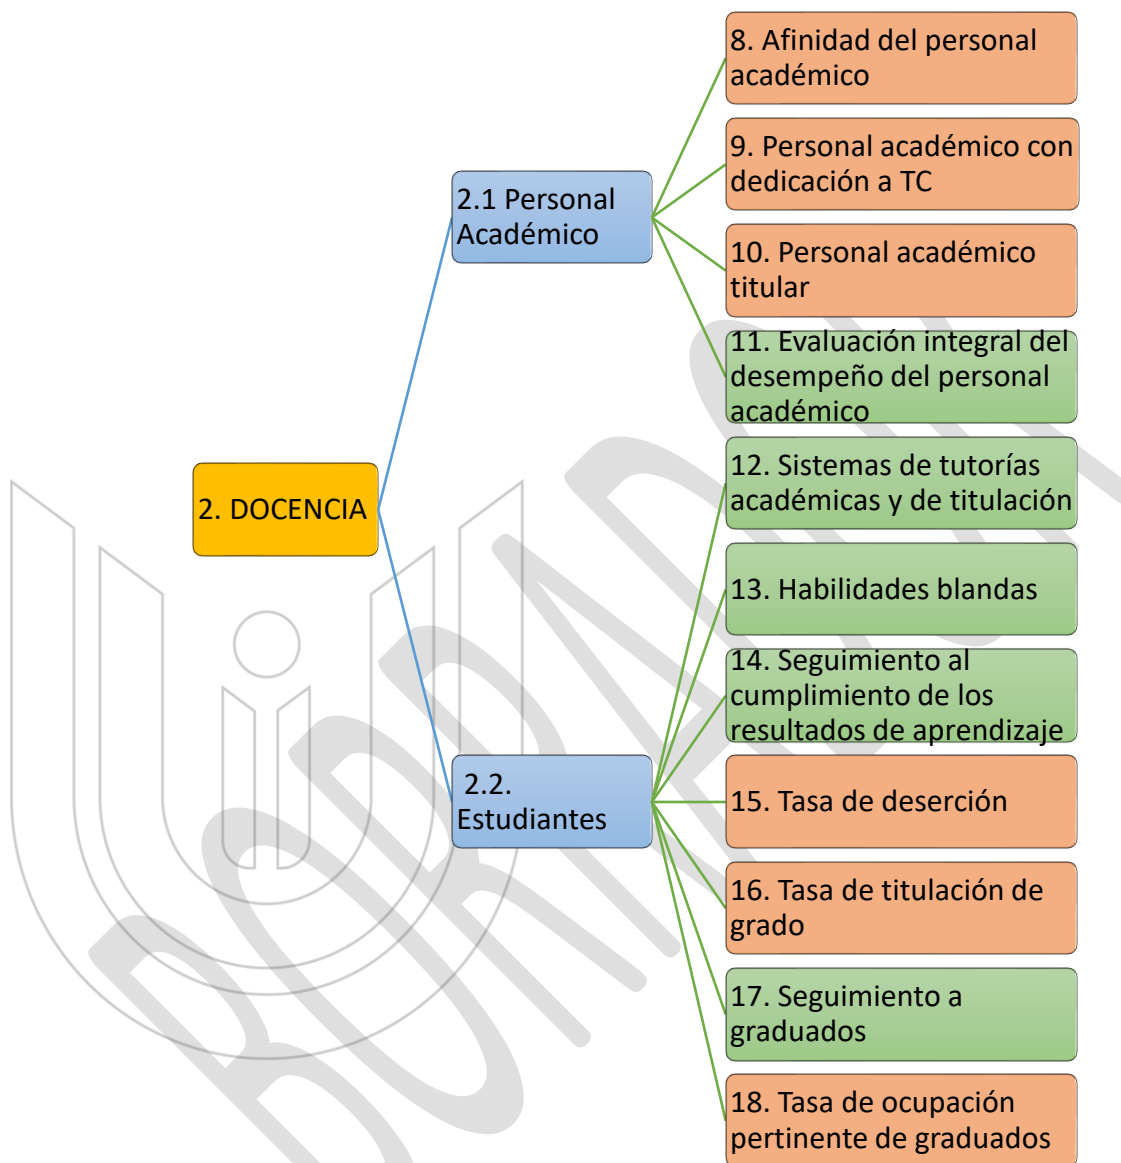 8. Afinidad del personal
académico
9. Personal académico con
dedicación a TC
2.1 Personal
Académico
10. Personal académico
titular
11. Evaluación integral del
desempeño del personal
académico
2. DOCENCIA
12. Sistemas de tutorías
académicas y de titulación
13. Habilidades blandas
14. Seguimiento al
cumplimiento de los
resultados de aprendizaje
2.2.
Estudiantes
15. Tasa de deserción
16. Tasa de titulación de
grado
17. Seguimiento a
graduados
18. Tasa de ocupación
pertinente de graduados